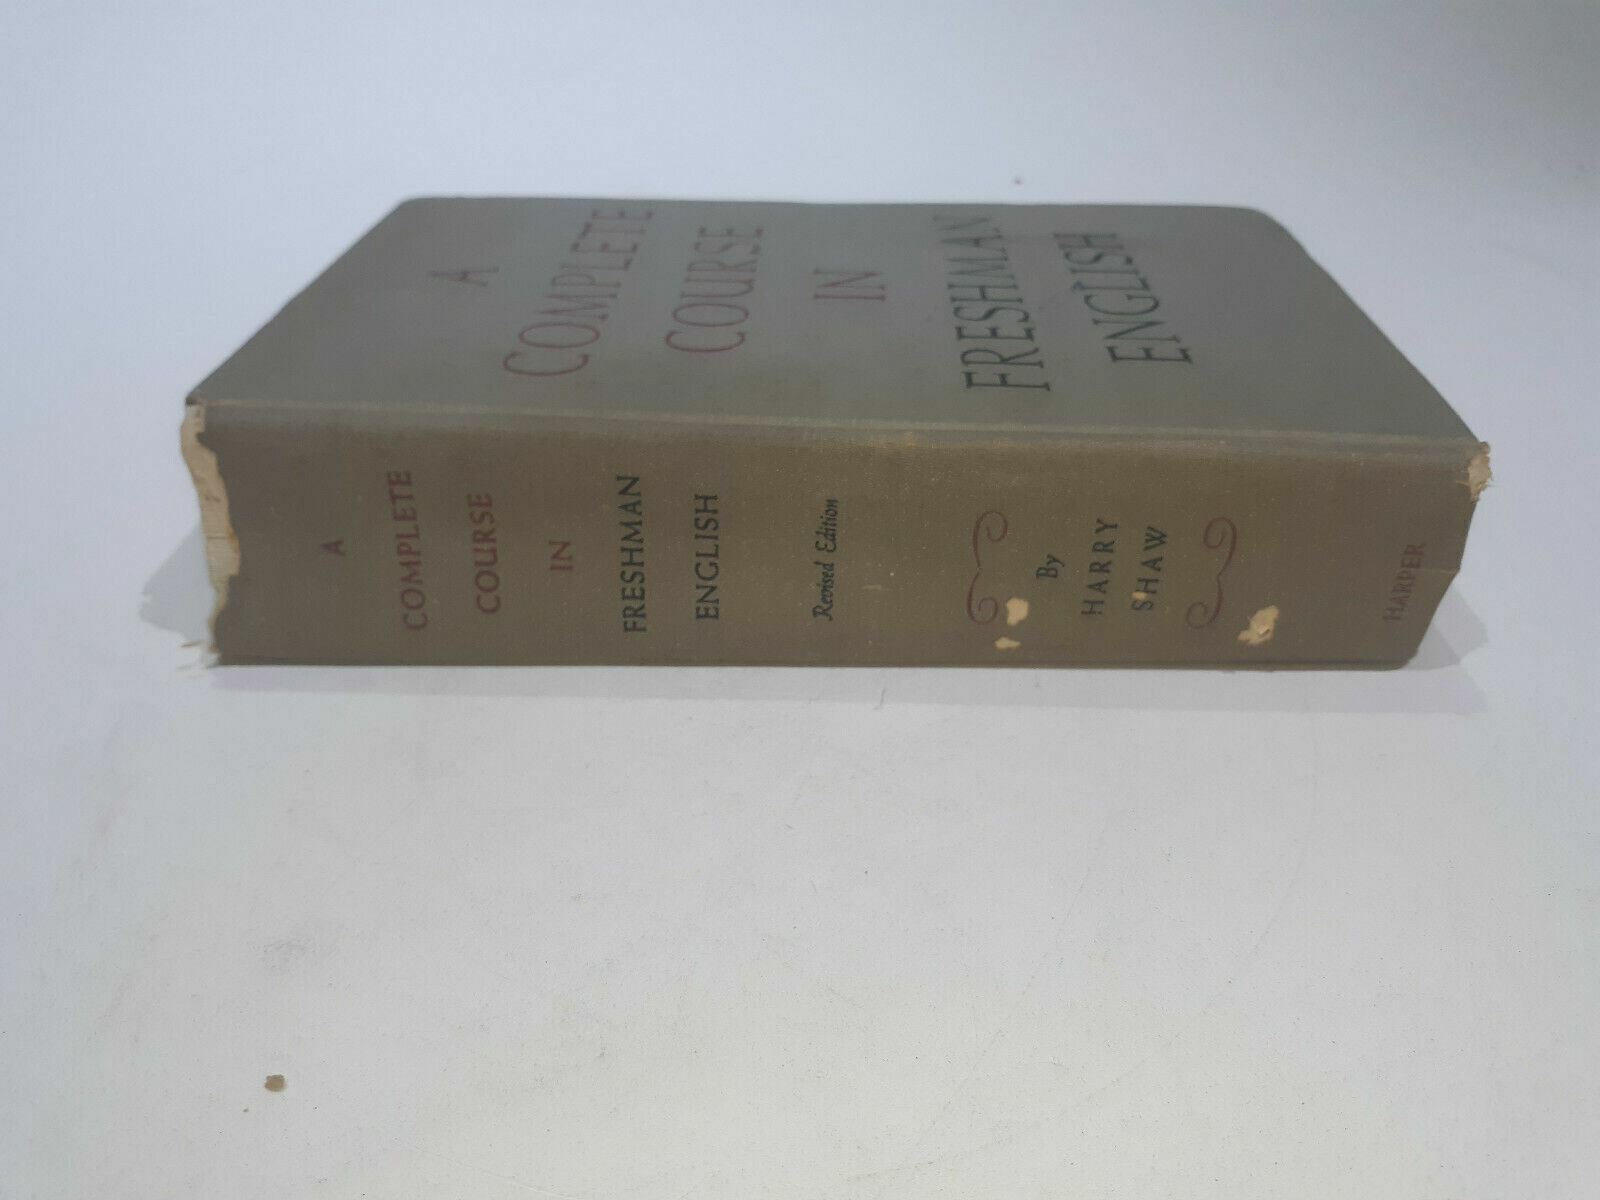 A
COMPLETE
COURSE
IN
FRESHMAN
ENGLISH
A
COMPLETE
COURSE
IN
FRESHMAN
ENGLISH
Revised Edition
By
HARRY
SHAW
HARPER